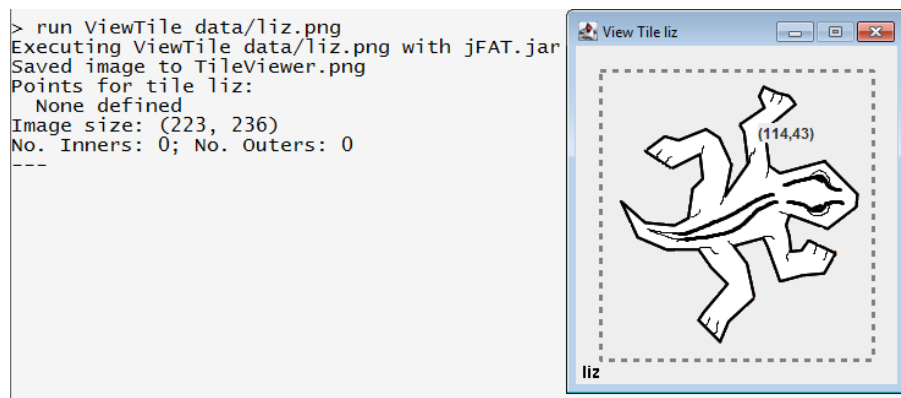 > run ViewTile data/liz.png
Executing ViewTile data/liz.png with jFAT.jar
Saved image to TileViewer.png
Points for tile liz:
  None defined
Image size: (223, 236)
No. Inners: 0; No. Outers: 0
---
View Tile liz
(114,43)
liz